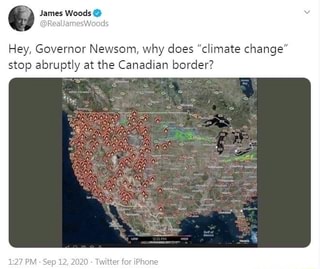 James Woods
@RealJamesWoods
Hey, Governor Newsom, why does "climate change"
stop abruptly at the Canadian border?
1:27 PM · Sep 12, 2020 · Twitter for iPhone